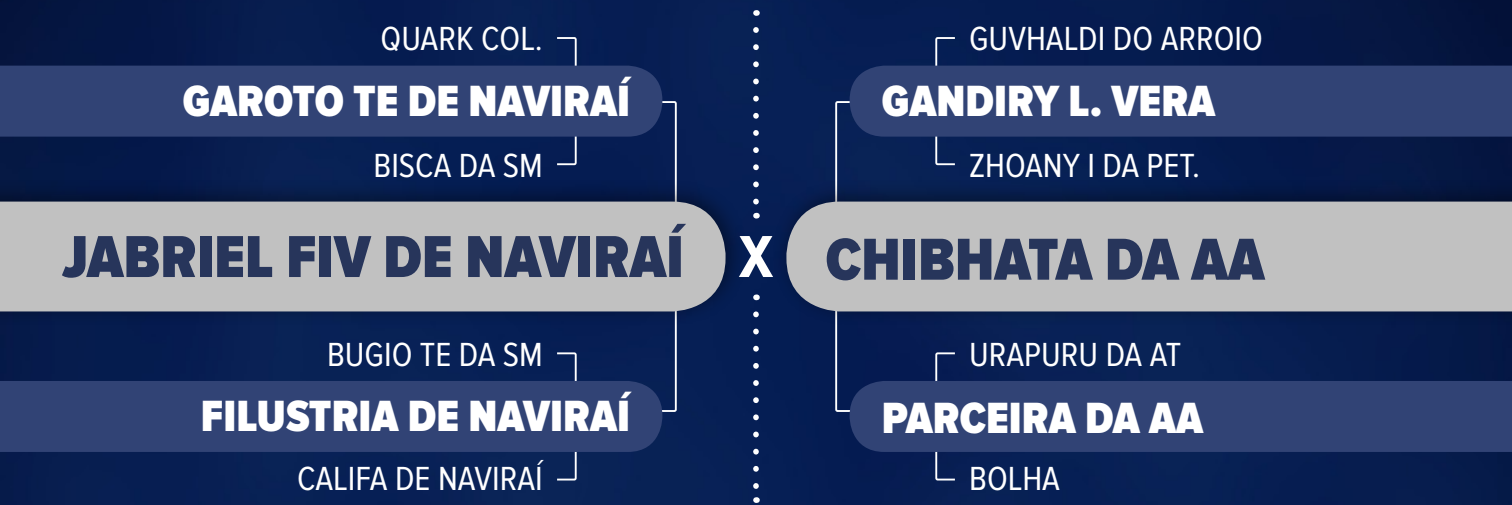 QUARK COL.
GAROTO TE DE NAVIRAÍ
BISCA DA SM
JABRIEL FIV DE NAVIRAÍ
BUGIO TE DA SM
FILUSTRIA DE NAVIRAÍ
CALIFA DE NAVIRAÍ
X
GUVHALDI DO ARROIO
GANDIRY L. VERA
ZHOANY I DA PET.
CHIBHATA DA AA
URAPURU DA AT
PARCEIRA DA AA
BOLHA